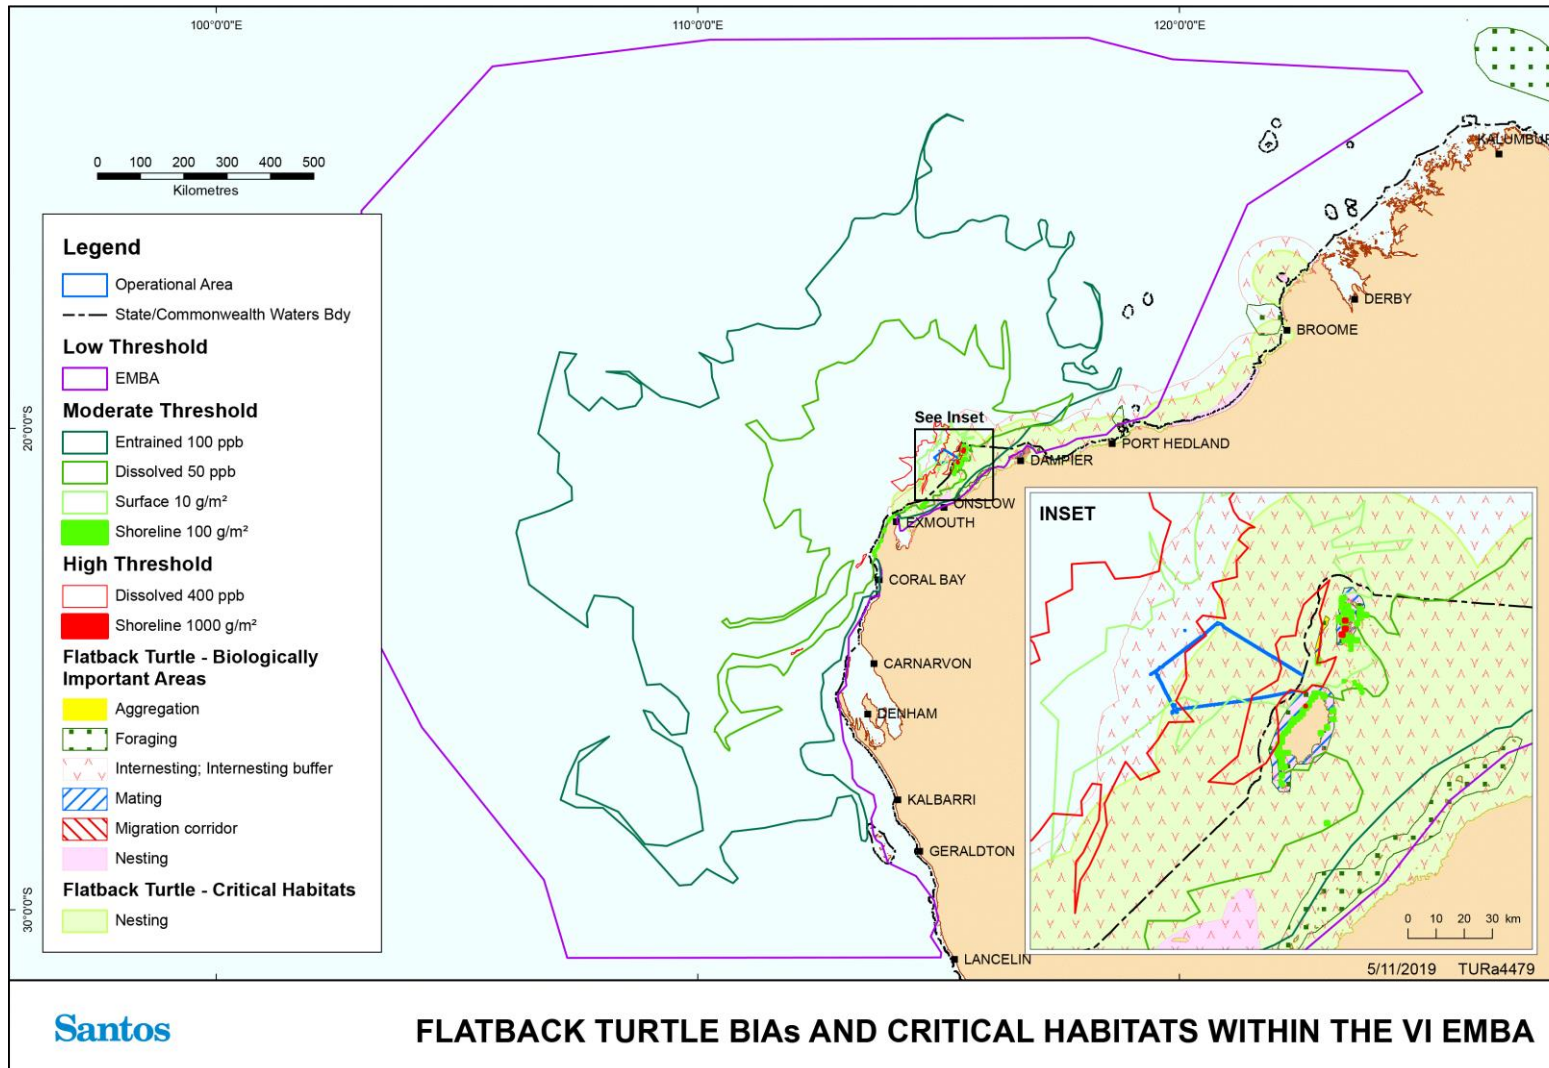 100°0'0"E
110°0'0"E
120°0'0"E
20°0'0"S
30°0'0"S
0 100 200 300 400 500
Kilometres
Legend
Operational Area
State/Commonwealth Waters Bdy
Low Threshold
EMBA
Moderate Threshold
Entrained 100 ppb
Dissolved 50 ppb
Surface 10 g/m²
Shoreline 100 g/m²
High Threshold
Dissolved 400 ppb
Shoreline 1000 g/m²
Flatback Turtle - Biologically
Important Areas
Aggregation
Foraging
Internesting; Internesting buffer
Mating
Migration corridor
Nesting
Flatback Turtle - Critical Habitats
Nesting
KALUMBUR
DERBY
BROOME
See Inset
PORT HEDLAND
DAMPIER
ONSLOW
EXMOUTH
CORAL BAY
CARNARVON
DENHAM
KALBARRI
GERALDTON
LANCELIN
INSET
0 10 20 30 km
5/11/2019 TURa4479
Santos
FLATBACK TURTLE BIAs AND CRITICAL HABITATS WITHIN THE VI EMBA